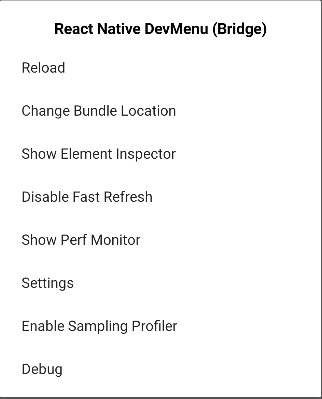 React Native DevMenu (Bridge)
Reload
Change Bundle Location
Show Element Inspector
Disable Fast Refresh
Show Perf Monitor
Settings
Enable Sampling Profiler
Debug